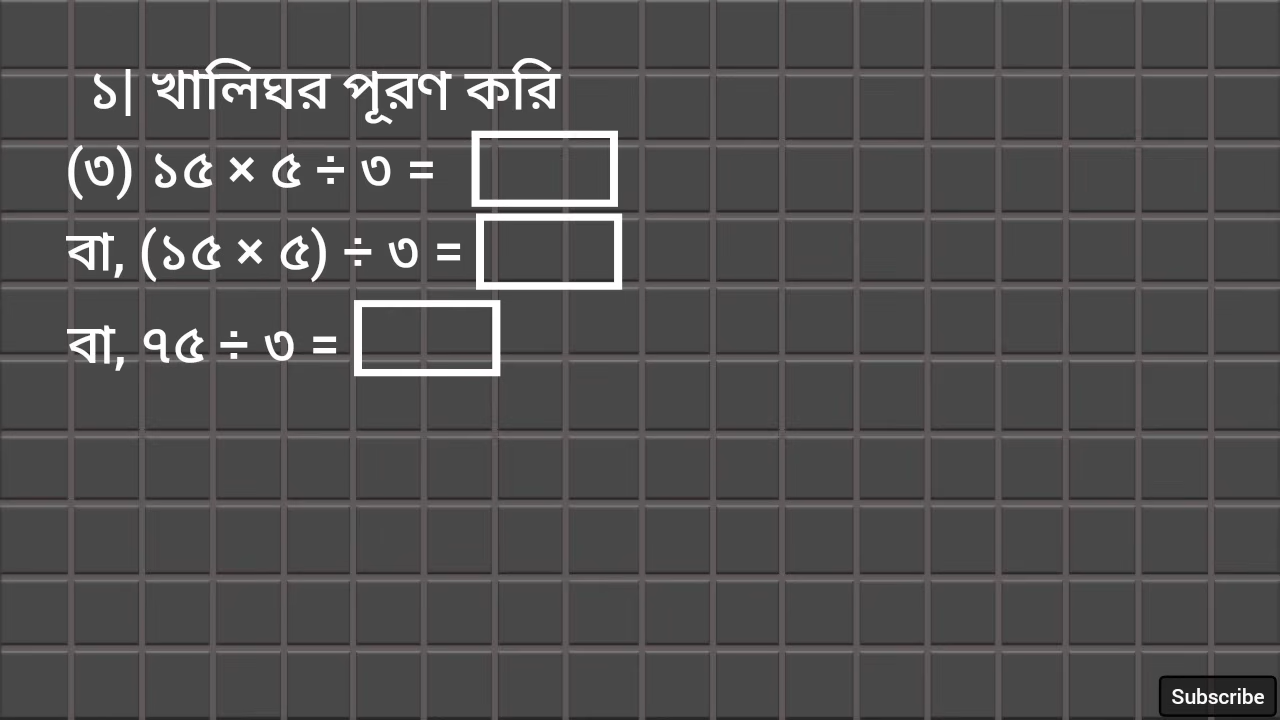 ১| খালিঘর পূরণ করি
(৩) ১৫ × ৫ ÷ ৩ =
বা, (১৫ × ৫) ÷ ৩ =
বা, ৭৫ ÷ ৩ =
Subscribe